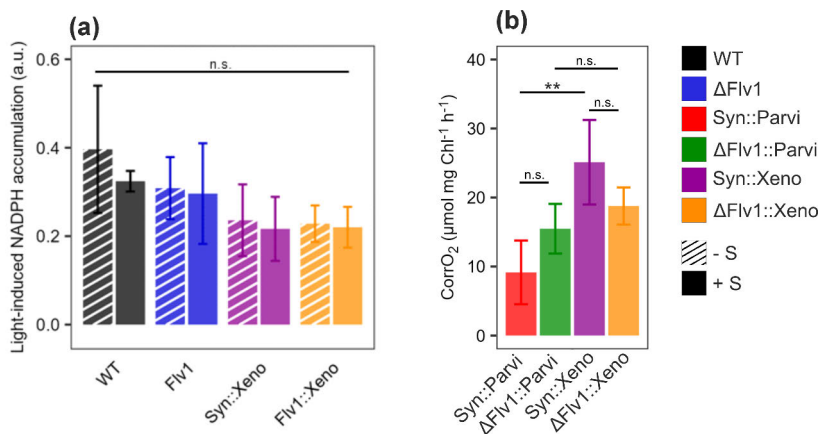 (a)
Light-induced NADPH accumulation (a.u.)
0.6
0.4
0.2
0.0
n.s.
WT
Flv1
Syn::Xeno
Flv1::Xeno
(b)
CorrO₂ (μmol mg Chl⁻¹ h⁻¹)
40
30
20
10
0
n.s.
**
n.s.
n.s.
Syn::Parvi
ΔFlv1::Parvi
Syn::Xeno
ΔFlv1::Xeno
WT
ΔFlv1
Syn::Parvi
ΔFlv1::Parvi
Syn::Xeno
ΔFlv1::Xeno
- S
+ S